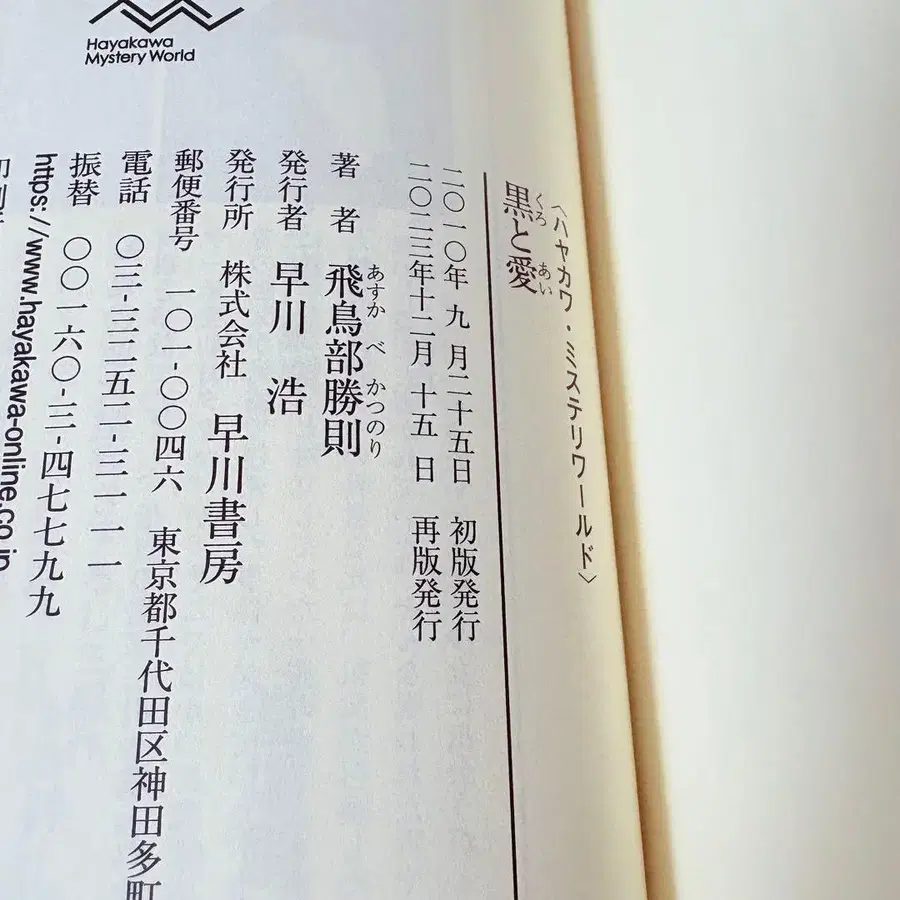 Hayakawa
Mystery World
〈ハヤカワ・ミステリワールド〉
黒と愛
くろ あい
二〇一〇年 九 月二十五日 初版発行
二〇二三年十二月 十五 日 再版発行
著 者 飛鳥部勝則
あすか べ かつのり
発行者 早川 浩
発行所 株式会社 早川書房
郵便番号 一〇一-〇〇四六 東京都千代田区神田多町
電話 〇三-三二五二-三一一一
振替 〇〇一六〇-三-四七七九九
https://www.hayakawa-online.co.jp